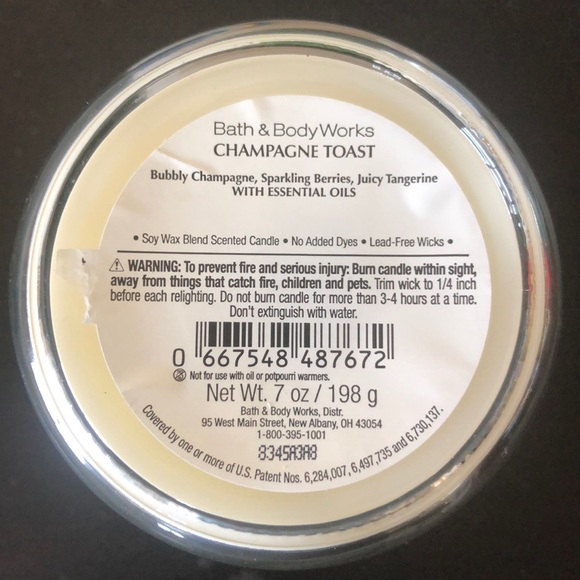 Bath & Body Works
CHAMPAGNE TOAST
Bubbly Champagne, Sparkling Berries, Juicy Tangerine
WITH ESSENTIAL OILS
• Soy Wax Blend Scented Candle • No Added Dyes • Lead-Free Wicks •
⚠ WARNING: To prevent fire and serious injury: Burn candle within sight,
away from things that catch fire, children and pets. Trim wick to 1/4 inch
before each relighting. Do not burn candle for more than 3-4 hours at a time.
Don't extinguish with water.
0 667548 487672
Not for use with oil or potpourri warmers.
Net Wt. 7 oz / 198 g
Bath & Body Works, Distr.
95 West Main Street, New Albany, OH 43054
1-800-395-1001
8345A3A8
Covered by one or more of U.S. Patent Nos. 6,284,007, 6,497,735 and 6,730,137.